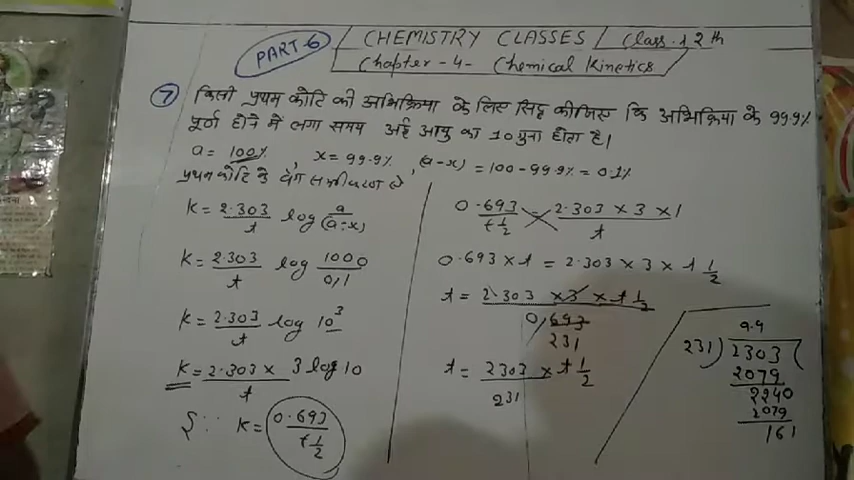 PART-6
CHEMISTRY CLASSES / Class-12th
Chapter-4- Chemical Kinetics
7 किसी प्रथम कोटि की अभिक्रिया के लिए सिद्ध कीजिए कि अभिक्रिया के 99.9%
पूर्ण होने में लगा समय अर्द्ध आयु का 10 गुना होता है।
a = 100%, x = 99.9%, (a-x) = 100-99.9% = 0.1%
प्रथम कोटि के वेग समीकरण से
K = 2.303/t log a/(a-x)
K = 2.303/t log 1000/0.1
K = 2.303/t log 10³
K = 2.303 × 3 log 10/t
∵ K = 0.693/t½
0.693/t½ 2.303 × 3 × 1/t
0.693 × t = 2.303 × 3 × t½
t = 2.303 × 3 × t½/0.693
231
t = 2303 × t½/231
9.9
231) 2303 (
2079
2240
2079
161